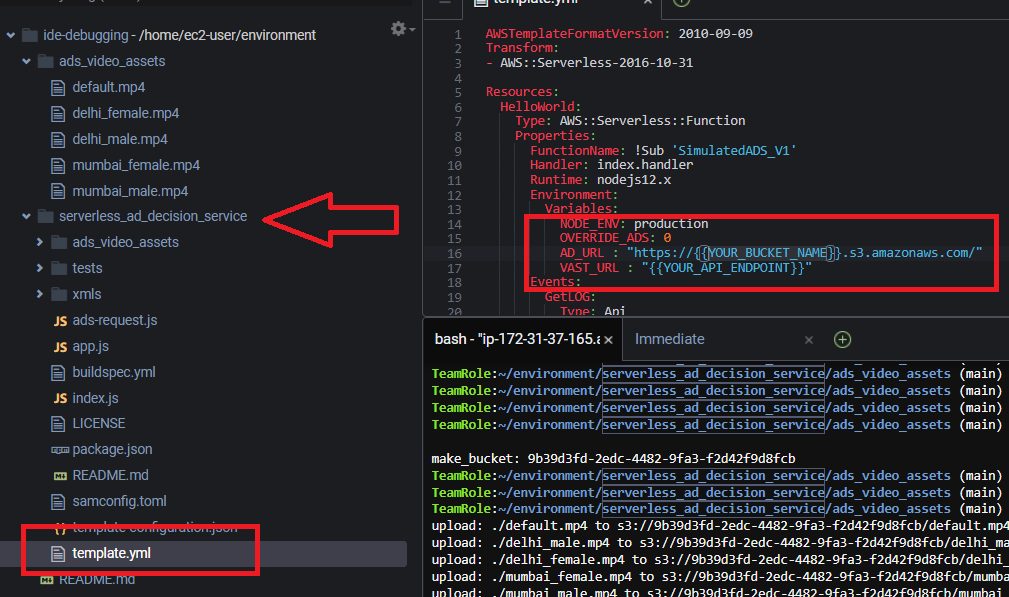 ide-debugging - /home/ec2-user/environment
ads_video_assets
default.mp4
delhi_female.mp4
delhi_male.mp4
mumbai_female.mp4
mumbai_male.mp4
serverless_ad_decision_service
ads_video_assets
tests
xmls
JS ads-request.js
JS app.js
buildspec.yml
JS index.js
LICENSE
npm package.json
README.md
samconfig.toml
template-configuration.json
template.yml
README.md
template.yml
1 AWSTemplateFormatVersion: 2010-09-09
2 Transform:
3 - AWS::Serverless-2016-10-31
4
5 Resources:
6 HelloWorld:
7 Type: AWS::Serverless::Function
8 Properties:
9 FunctionName: !Sub 'SimulatedADS_V1'
10 Handler: index.handler
11 Runtime: nodejs12.x
12 Environment:
13 Variables:
14 NODE_ENV: production
15 OVERRIDE_ADS: 0
16 AD_URL : "https://{{YOUR_BUCKET_NAME}}.s3.amazonaws.com/"
17 VAST_URL : "{{YOUR_API_ENDPOINT}}"
18 Events:
19 GetLOG:
20 Type: Api
bash - "ip-172-31-37-165.a × Immediate ×
TeamRole:~/environment/serverless_ad_decision_service/ads_video_assets (main)
TeamRole:~/environment/serverless_ad_decision_service/ads_video_assets (main)
TeamRole:~/environment/serverless_ad_decision_service/ads_video_assets (main)
TeamRole:~/environment/serverless_ad_decision_service/ads_video_assets (main)
make_bucket: 9b39d3fd-2edc-4482-9fa3-f2d42f9d8fcb
TeamRole:~/environment/serverless_ad_decision_service/ads_video_assets (main)
TeamRole:~/environment/serverless_ad_decision_service/ads_video_assets (main)
TeamRole:~/environment/serverless_ad_decision_service/ads_video_assets (main)
upload: ./default.mp4 to s3://9b39d3fd-2edc-4482-9fa3-f2d42f9d8fcb/default.mp4
upload: ./delhi_male.mp4 to s3://9b39d3fd-2edc-4482-9fa3-f2d42f9d8fcb/delhi_ma
upload: ./delhi_female.mp4 to s3://9b39d3fd-2edc-4482-9fa3-f2d42f9d8fcb/delhi_
upload: ./mumbai_female.mp4 to s3://9b39d3fd-2edc-4482-9fa3-f2d42f9d8fcb/mumba
upload: ./mumbai_male.mp4 to s3://9b39d3fd-2edc-4482-9fa3-f2d42f9d8fcb/mumbai_